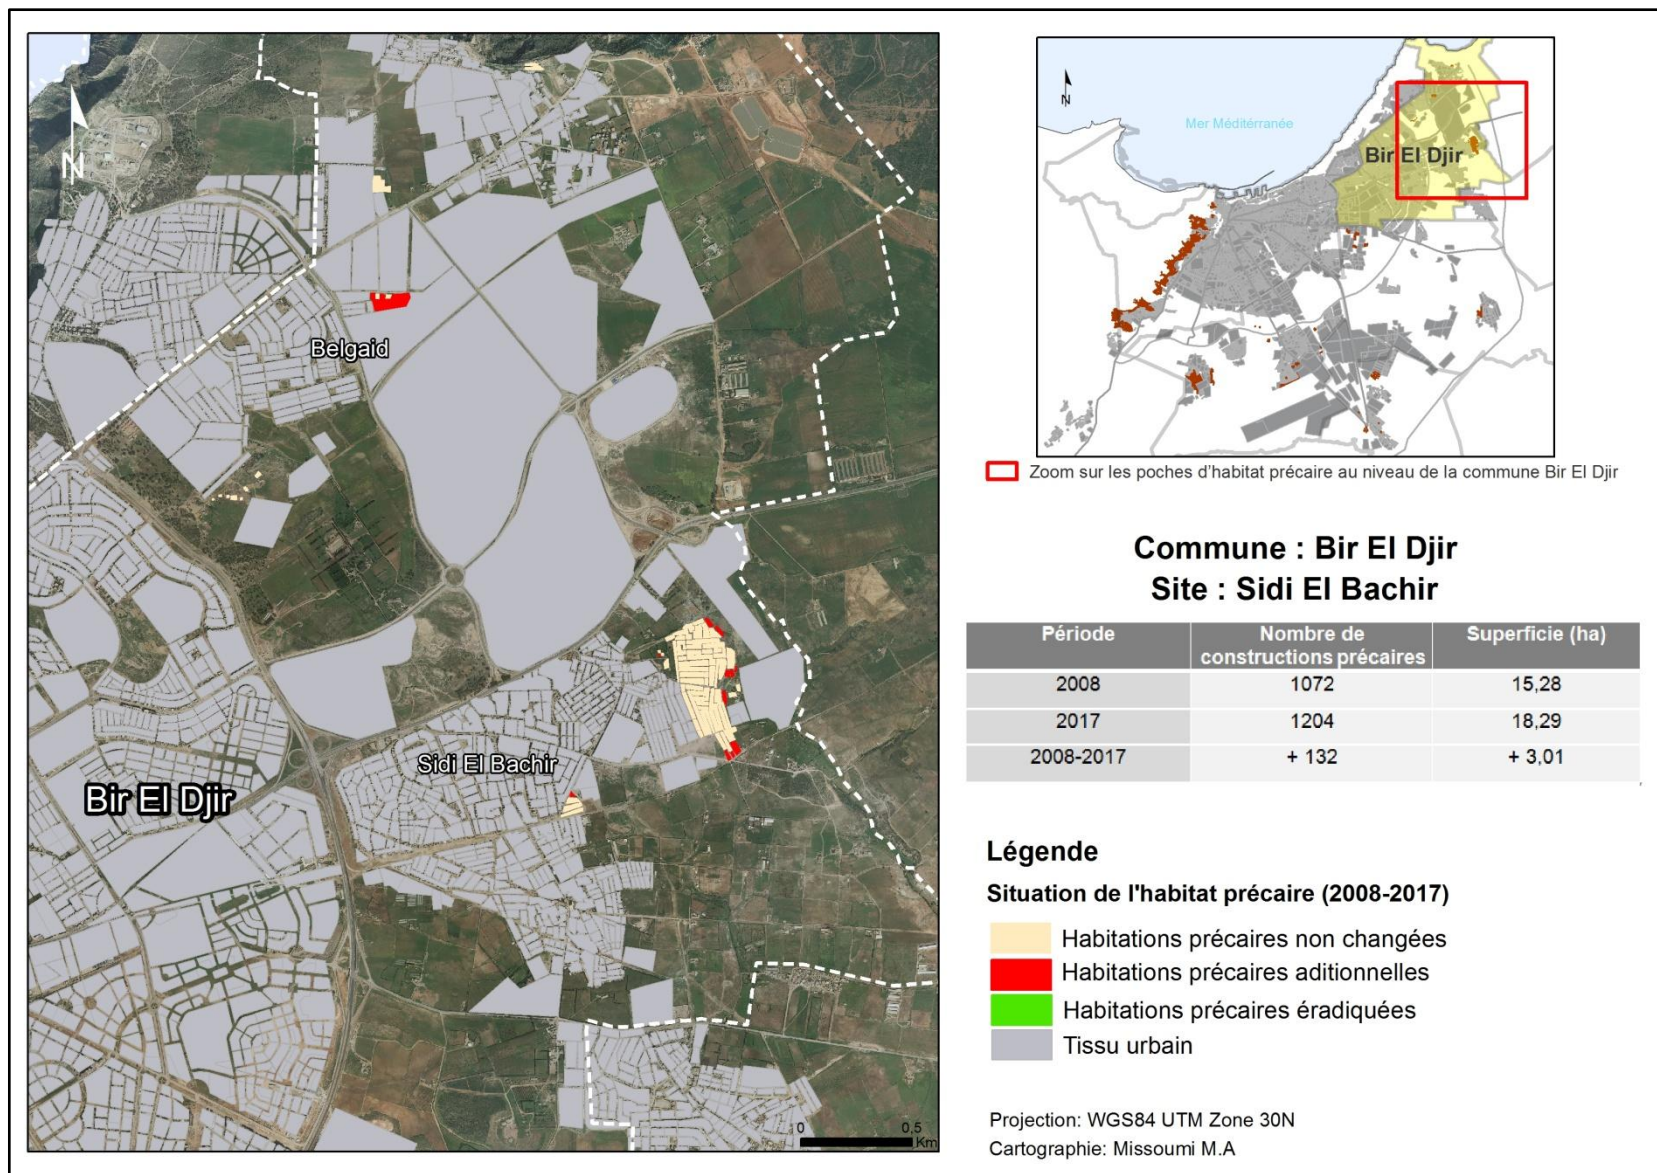 N
Belgaid
Sidi El Bachir
Bir El Djir
0 0,5
Km
N
Mer Méditérranée
Bir El Djir
Zoom sur les poches d'habitat précaire au niveau de la commune Bir El Djir
Commune : Bir El Djir
Site : Sidi El Bachir
Période Nombre de constructions précaires Superficie (ha)
2008 1072 15,28
2017 1204 18,29
2008-2017 + 132 + 3,01
Légende
Situation de l'habitat précaire (2008-2017)
Habitations précaires non changées
Habitations précaires aditionnelles
Habitations précaires éradiquées
Tissu urbain
Projection: WGS84 UTM Zone 30N
Cartographie: Missoumi M.A